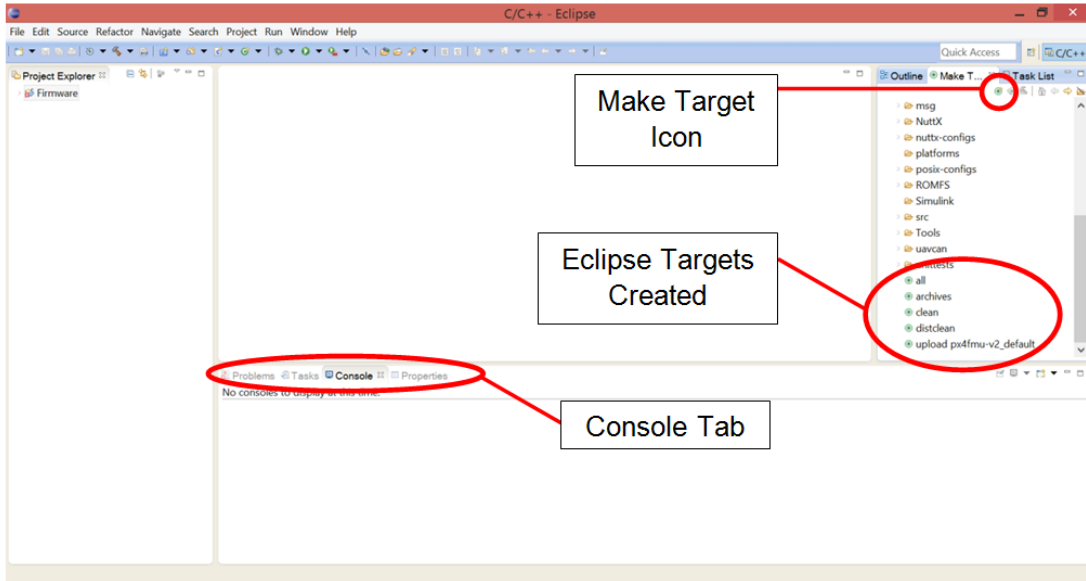 C/C++ - Eclipse
File Edit Source Refactor Navigate Search Project Run Window Help
Quick Access
C/C++
Project Explorer
Firmware
Outline Make T... Task List
Make Target
Icon
msg
NuttX
nuttx-configs
platforms
posix-configs
ROMFS
Simulink
src
Tools
uavcan
Eclipse Targets
Created
all
archives
clean
distclean
upload px4fmu-v2_default
Problems Tasks Console Properties
No consoles to display at this time.
Console Tab